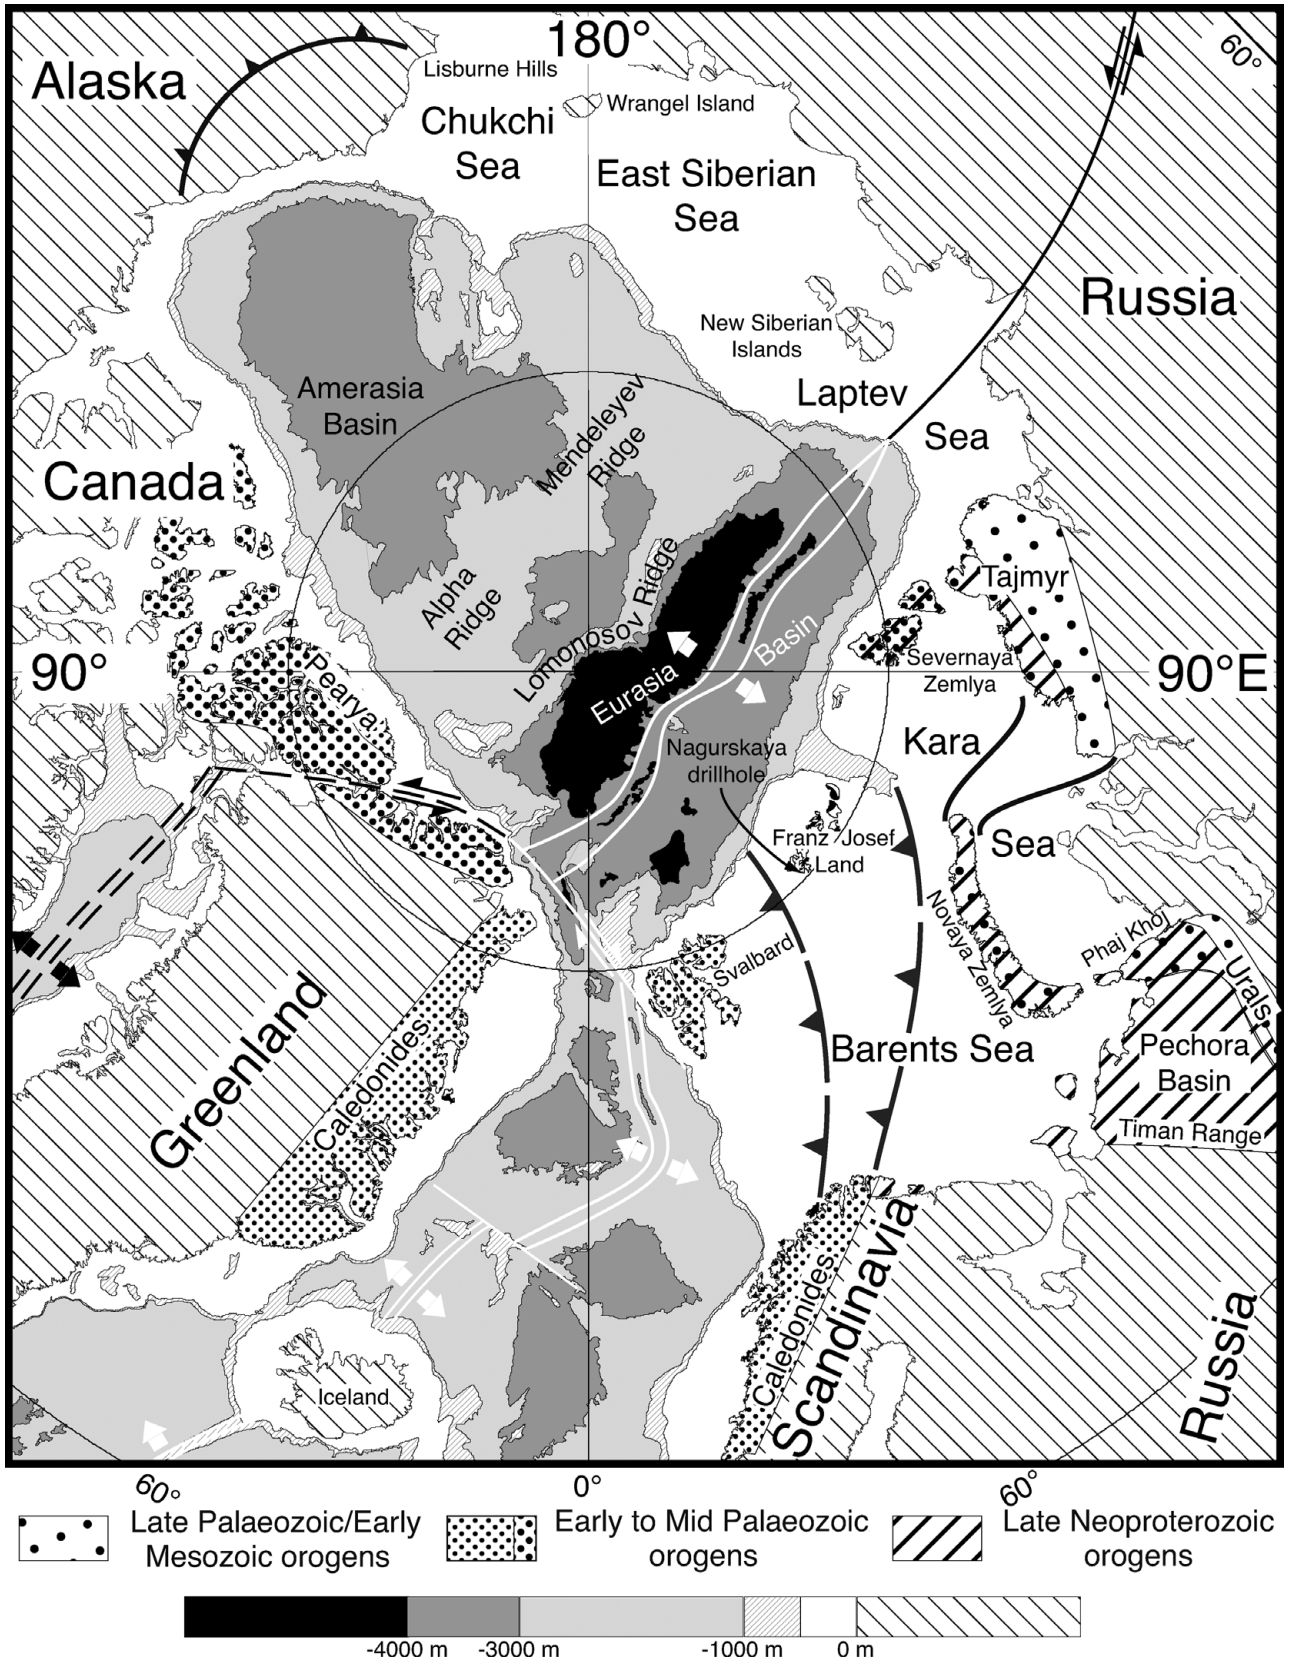 180°
60°
Alaska
Lisburne Hills
Wrangel Island
Chukchi
Sea
East Siberian
Sea
Russia
New Siberian
Islands
Laptev
Sea
Amerasia
Basin
Mendeleyev
Ridge
Canada
Alpha
Ridge
Lomonosov Ridge
Tajmyr
Eurasia
Basin
Severnaya
Zemlya
90°
90°E
Pearya
Kara
Sea
Nagurskaya
drillhole
Franz Josef
Land
Novaya Zemlya
Phaj Khoj
Urals
Svalbard
Greenland
Caledonides
Barents Sea
Pechora
Basin
Timan Range
Caledonides
Scandinavia
Russia
Iceland
60°
0°
60°
Late Palaeozoic/Early
Mesozoic orogens
Early to Mid Palaeozoic
orogens
Late Neoproterozoic
orogens
-4000 m
-3000 m
-1000 m
0 m